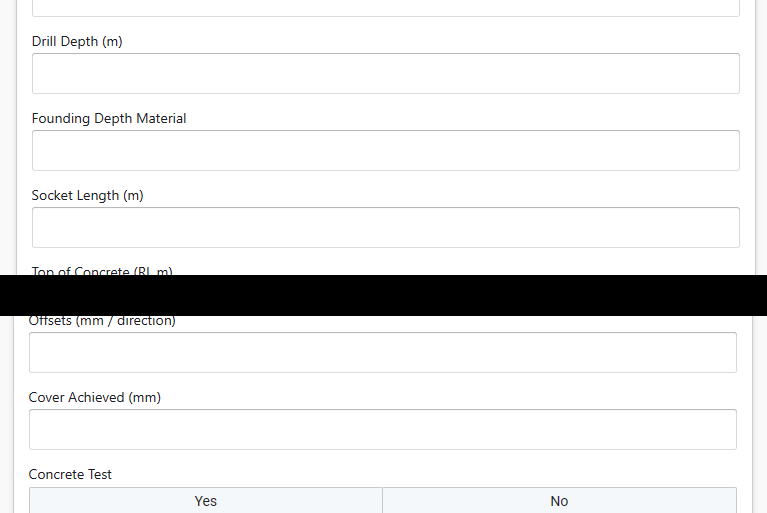 Drill Depth (m)
Founding Depth Material
Socket Length (m)
Top of Concrete (RL m)
Offsets (mm / direction)
Cover Achieved (mm)
Concrete Test
Yes No